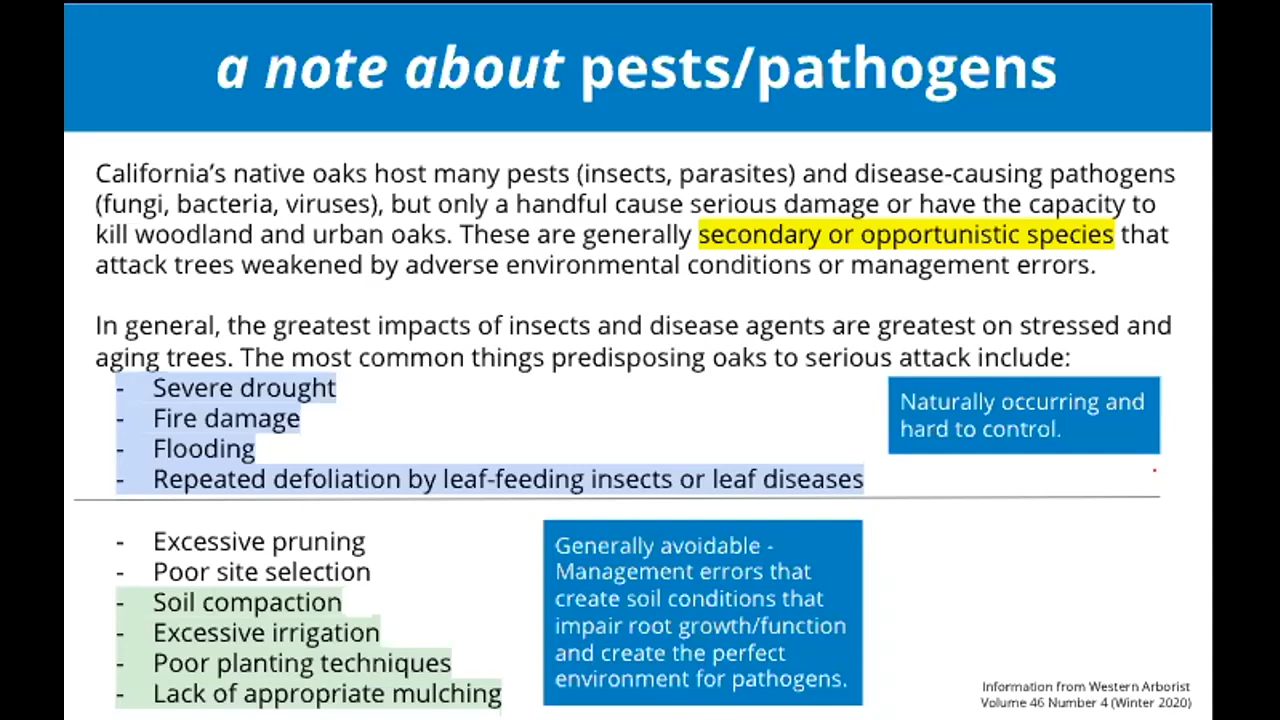 a note about pests/pathogens
California’s native oaks host many pests (insects, parasites) and disease-causing pathogens
(fungi, bacteria, viruses), but only a handful cause serious damage or have the capacity to
kill woodland and urban oaks. These are generally secondary or opportunistic species that
attack trees weakened by adverse environmental conditions or management errors.
In general, the greatest impacts of insects and disease agents are greatest on stressed and
aging trees. The most common things predisposing oaks to serious attack include:
- Severe drought
- Fire damage
- Flooding
- Repeated defoliation by leaf-feeding insects or leaf diseases
Naturally occurring and
hard to control.
- Excessive pruning
- Poor site selection
- Soil compaction
- Excessive irrigation
- Poor planting techniques
- Lack of appropriate mulching
Generally avoidable -
Management errors that
create soil conditions that
impair root growth/function
and create the perfect
environment for pathogens.
Information from Western Arborist
Volume 46 Number 4 (Winter 2020)